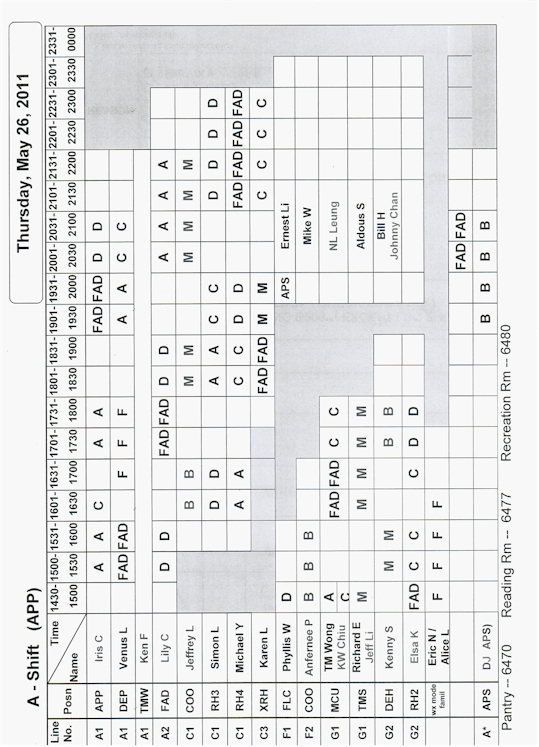 Thursday, May 26, 2011
A - Shift (APP)
Line Posn Time 1430- 1500- 1531- 1601- 1631- 1701- 1731- 1801- 1831- 1901- 1931- 2001- 2031- 2101- 2131- 2201- 2231- 2301- 2331-
No. Name 1500 1530 1600 1630 1700 1730 1800 1830 1900 1930 2000 2030 2100 2130 2200 2230 2300 2330 0000
A1 APP Iris C A A C A A FAD FAD D D
A1 DEP Venus L FAD FAD F F F A A C C
A1 TMW Ken F
A2 FAD Lily C D D FAD FAD D D A A A A
C1 COO Jeffrey L B B M M M M M M
C1 RH3 Simon L D D A A C C D D D D
C1 RH4 Michael Y A A C C D D FAD FAD FAD FAD
C3 XRH Karen L FAD FAD M M C C C C
F1 FLC Phyllis W D APS Ernest Li
F2 COO Anfernee P B B B Mike W
G1 MCU TM Wong A FAD FAD C C NL Leung
KW Chiu C
G1 TMS Richard E M M M M M M Aldous S
Jeff Li
G2 DEH Kenny S M M B B Bill H
Johnny Chan
G2 RH2 Elsa K FAD C C C D D
wx mode Eric N / F F F F
famil Alice L
FAD FAD
A* APS DJ APS) B B B B
Pantry -- 6470 Reading Rm -- 6477 Recreation Rm -- 6480